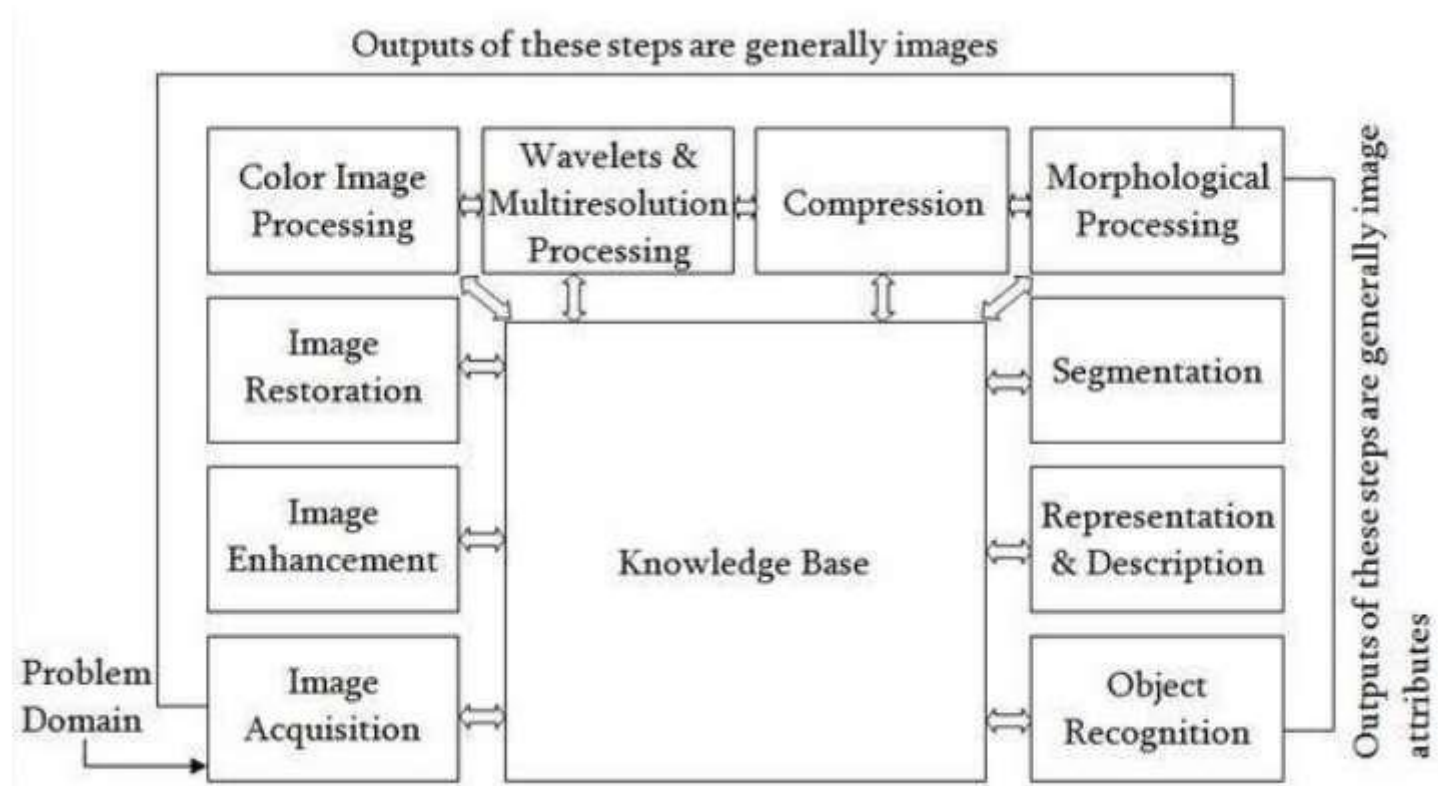 Outputs of these steps are generally images
Color Image
Processing
Wavelets &
Multiresolution
Processing
Compression
Morphological
Processing
Image
Restoration
Segmentation
Image
Enhancement
Knowledge Base
Representation
& Description
Problem
Domain
Image
Acquisition
Object
Recognition
Outputs of these steps are generally image
attributes